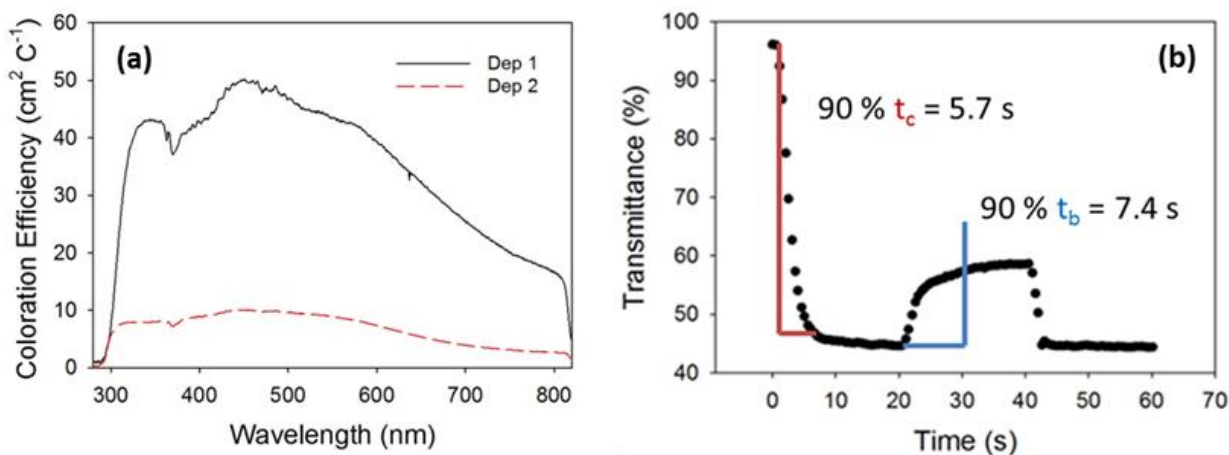 (a)
Dep 1
Dep 2
Coloration Efficiency (cm² C⁻¹)
60
50
40
30
20
10
0
300 400 500 600 700 800
Wavelength (nm)
(b)
90 % t_c = 5.7 s
90 % t_b = 7.4 s
Transmittance (%)
100
90
80
70
60
50
40
0 10 20 30 40 50 60 70
Time (s)